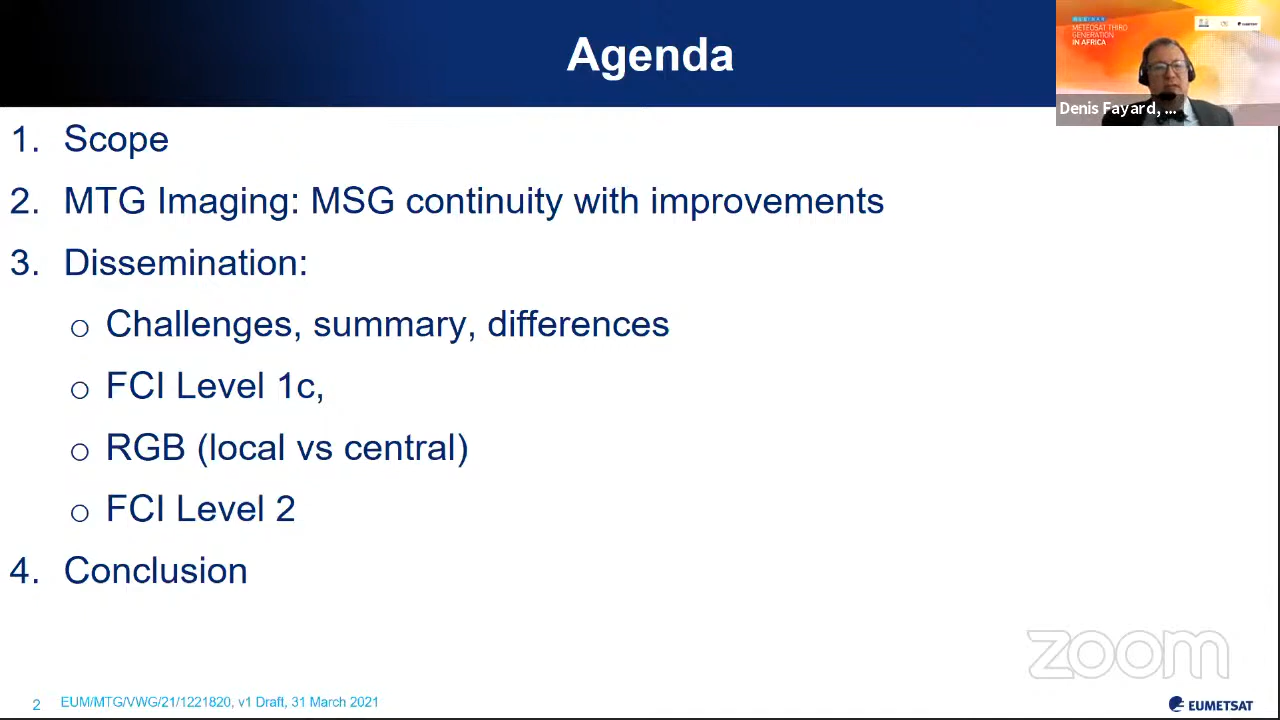 Agenda
WEBINAR
METEOSAT THIRD
GENERATION
IN AFRICA
EUMETSAT
Denis Fayard, ...
1. Scope
2. MTG Imaging: MSG continuity with improvements
3. Dissemination:
o Challenges, summary, differences
o FCI Level 1c,
o RGB (local vs central)
o FCI Level 2
4. Conclusion
zoom
2 EUM/MTG/VWG/21/1221820, v1 Draft, 31 March 2021
EUMETSAT